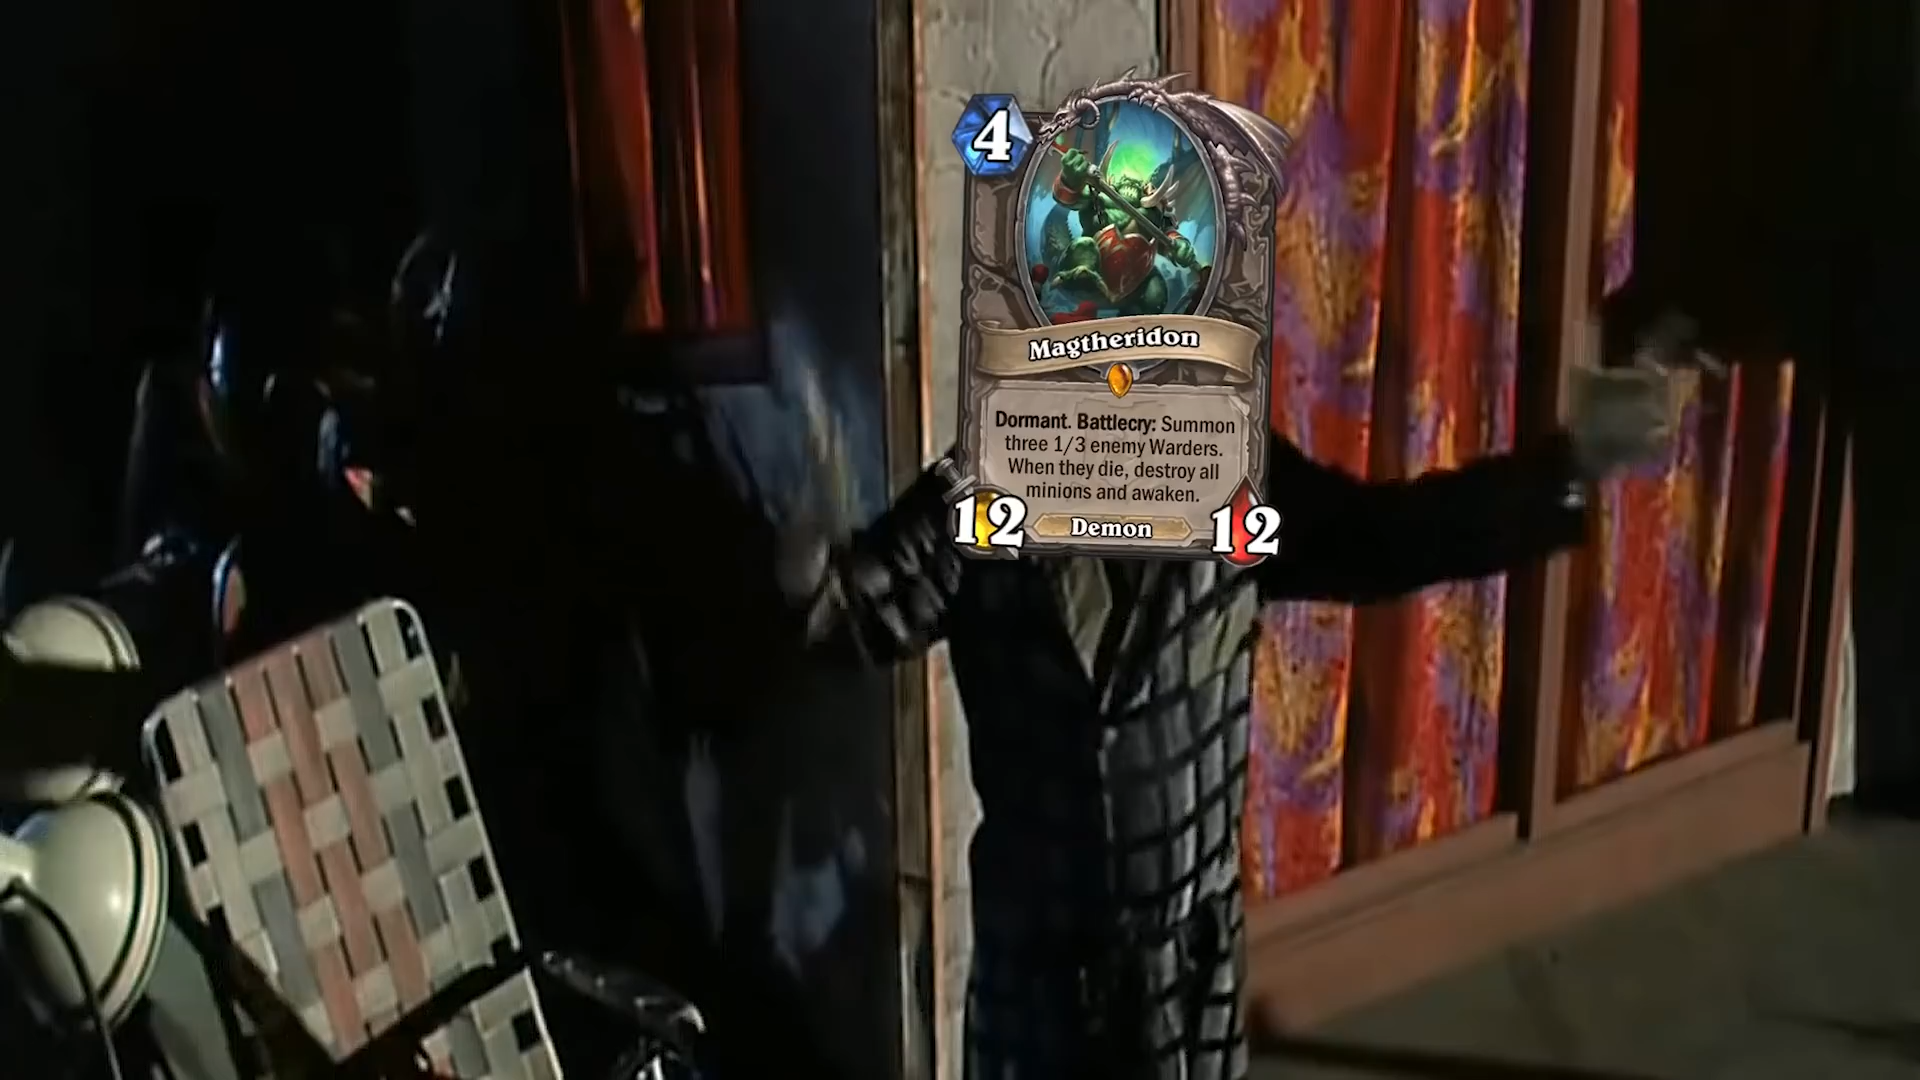 4
Magtheridon
Dormant. Battlecry: Summon
three 1/3 enemy Warders.
When they die, destroy all
minions and awaken.
12 Demon 12